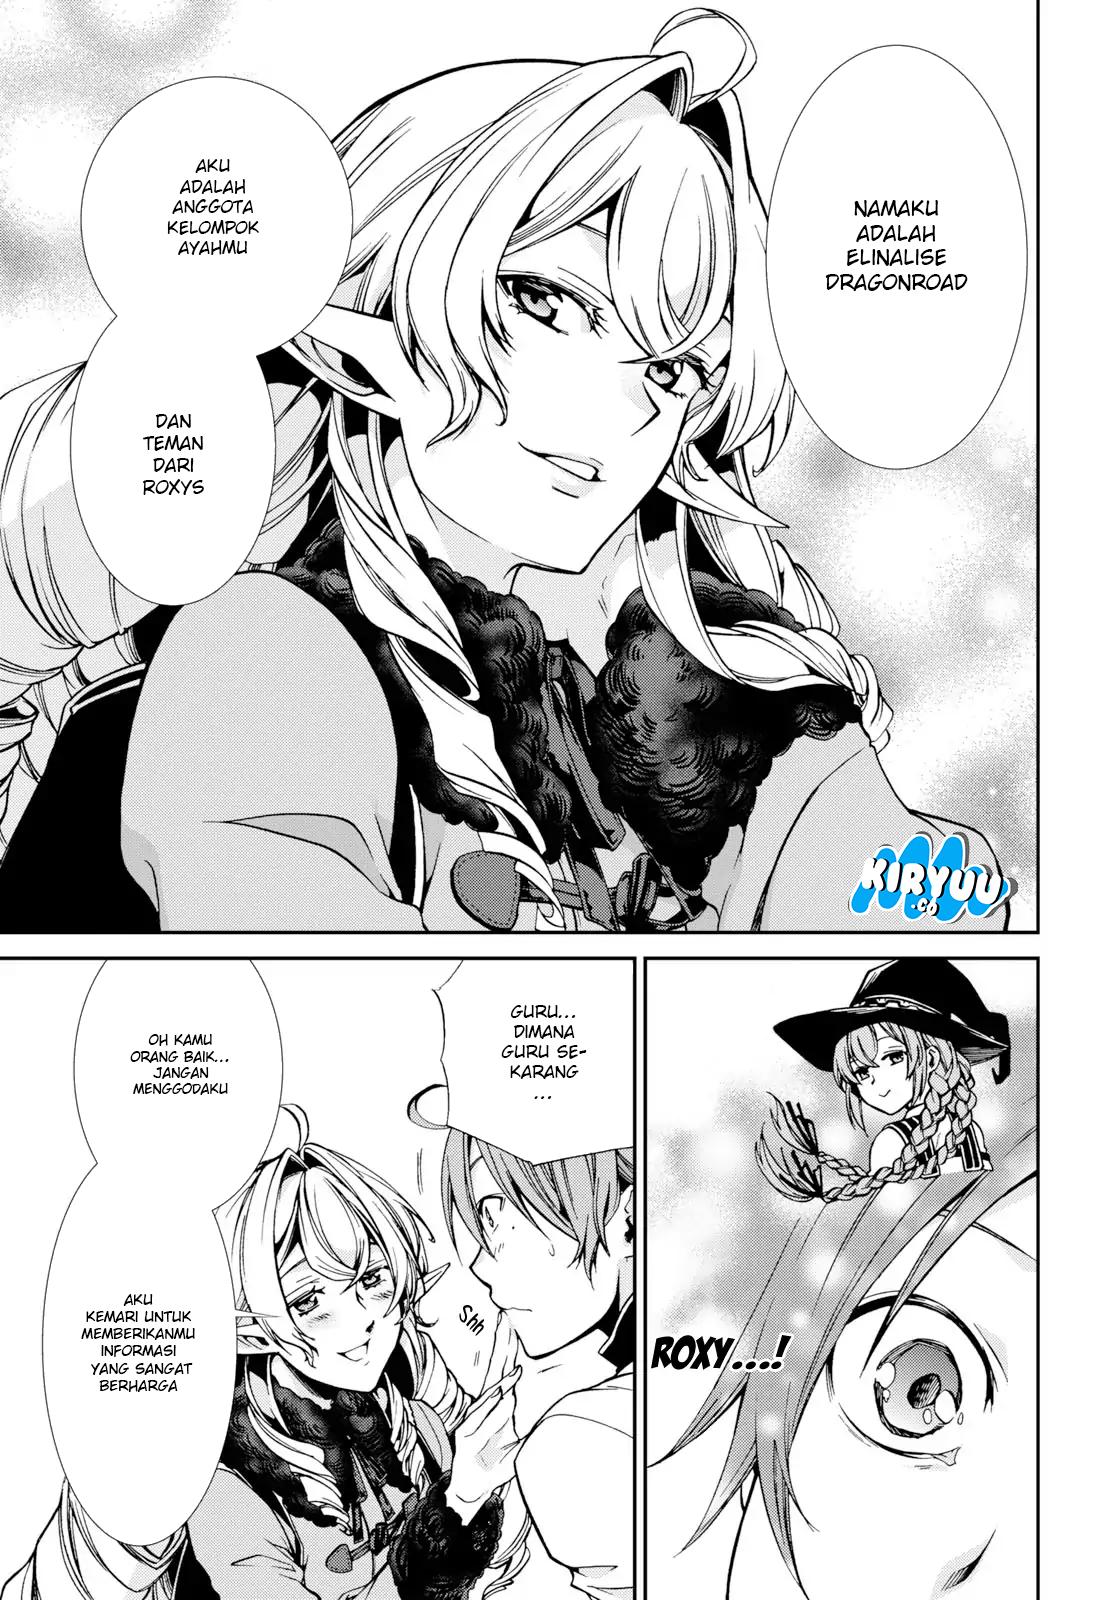 NAMAKU
ADALAH
ELINALISE
DRAGONROAD
AKU
ADALAH
ANGGOTA
KELOMPOK
AYAHMU
DAN
TEMAN
DARI
ROXYS
KIRYUU
.CO
ROXY...!
GURU...
DIMANA
GURU SE-
KARANG
...
Shh
OH KAMU
ORANG BAIK...
JANGAN
MENGGODAKU
AKU
KEMARI UNTUK
MEMBERIKANMU
INFORMASI
YANG SANGAT
BERHARGA